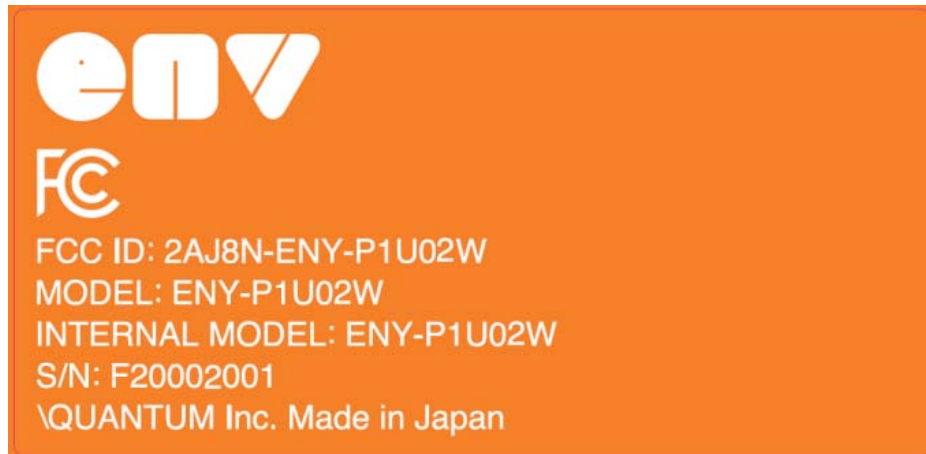 env
FC
FCC ID: 2AJ8N-ENY-P1U02W
MODEL: ENY-P1U02W
INTERNAL MODEL: ENY-P1U02W
S/N: F20002001
\QUANTUM Inc. Made in Japan